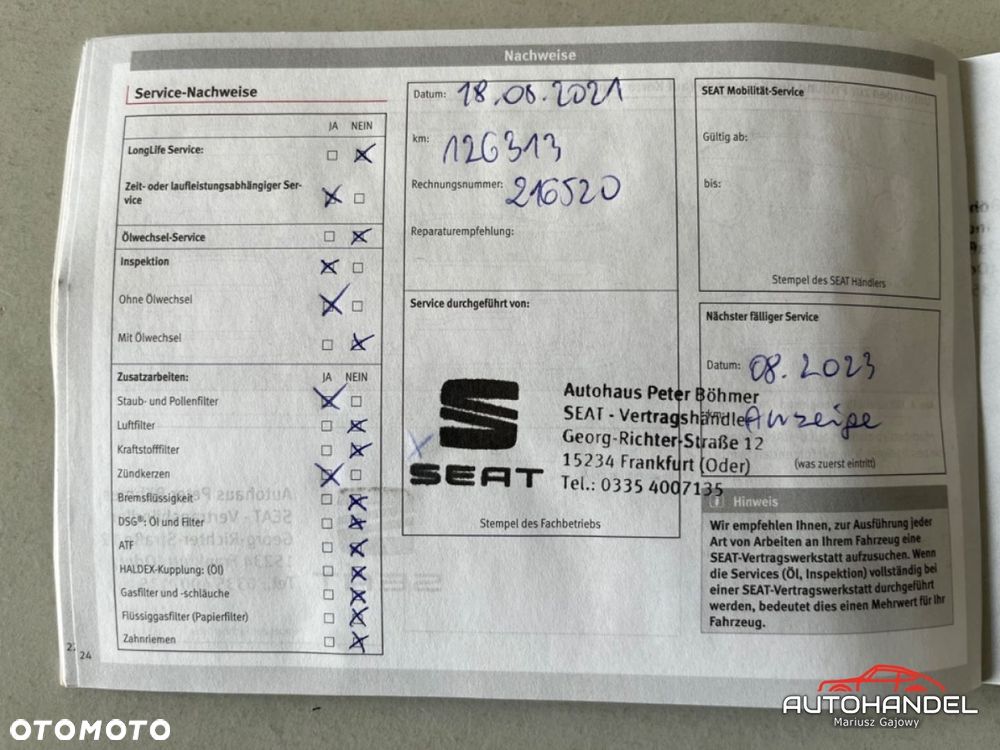 Nachweise
Service-Nachweise
JA NEIN
LongLife Service:
Zeit- oder laufleistungsabhängiger Ser-
vice
Ölwechsel-Service
Inspektion
Ohne Ölwechsel
Mit Ölwechsel
Zusatzarbeiten: JA NEIN
Staub- und Pollenfilter
Luftfilter
Kraftstofffilter
Zündkerzen
Bremsflüssigkeit
DSG®: Öl und Filter
ATF
HALDEX-Kupplung: (Öl)
Gasfilter und -schläuche
Flüssiggasfilter (Papierfilter)
Zahnriemen
24
Datum: 18.08.2021
km: 126313
Rechnungsnummer: 216520
Reparaturempfehlung:
Service durchgeführt von:
SEAT
Autohaus Peter Böhmer
SEAT - Vertragshändler
Georg-Richter-Straße 12
15234 Frankfurt (Oder)
Tel.: 0335 4007135
Stempel des Fachbetriebs
SEAT Mobilität-Service
Gültig ab:
bis:
Stempel des SEAT Händlers
Nächster fälliger Service
Datum: 08.2023
km: Anzeige
(was zuerst eintritt)
Hinweis
Wir empfehlen Ihnen, zur Ausführung jeder
Art von Arbeiten an Ihrem Fahrzeug eine
SEAT-Vertragswerkstatt aufzusuchen. Wenn
die Services (Öl, Inspektion) vollständig bei
einer SEAT-Vertragswerkstatt durchgeführt
werden, bedeutet dies einen Mehrwert für Ihr
Fahrzeug.
AUTOHANDEL
Mariusz Gajowy
OTOMOTO